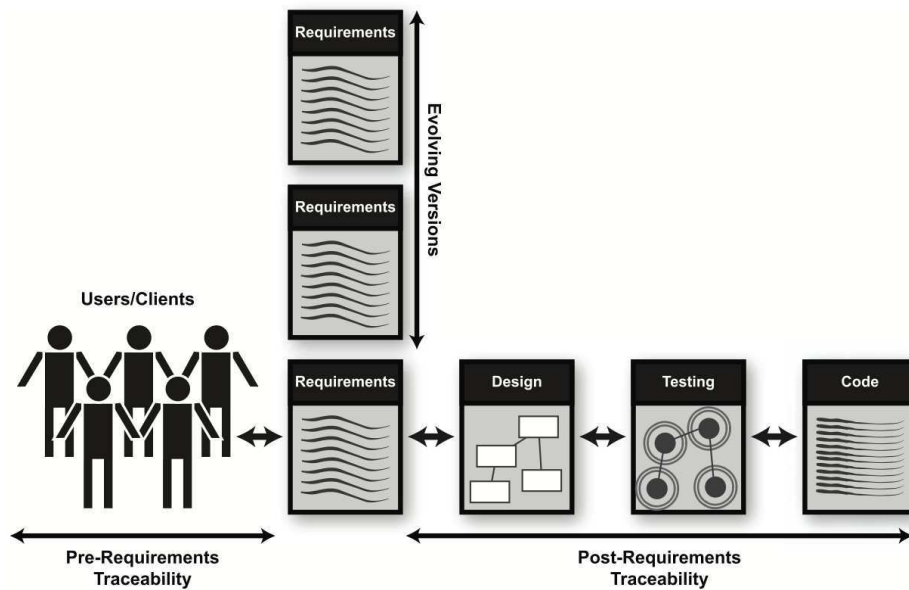 Requirements
Evolving Versions
Requirements
Users/Clients
Requirements
Design
Testing
Code
Pre-Requirements
Traceability
Post-Requirements
Traceability